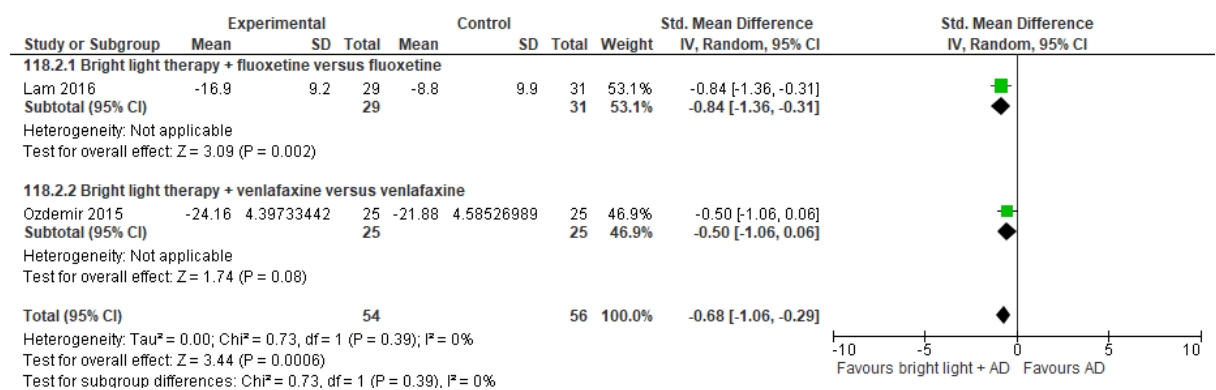 Experimental Control Std. Mean Difference Std. Mean Difference
Study or Subgroup Mean SD Total Mean SD Total Weight IV, Random, 95% CI IV, Random, 95% CI
118.2.1 Bright light therapy + fluoxetine versus fluoxetine
Lam 2016 -16.9 9.2 29 -8.8 9.9 31 53.1% -0.84 [-1.36, -0.31]
Subtotal (95% CI) 29 31 53.1% -0.84 [-1.36, -0.31]
Heterogeneity: Not applicable
Test for overall effect: Z = 3.09 (P = 0.002)
118.2.2 Bright light therapy + venlafaxine versus venlafaxine
Ozdemir 2015 -24.16 4.39733442 25 -21.88 4.58526989 25 46.9% -0.50 [-1.06, 0.06]
Subtotal (95% CI) 25 25 46.9% -0.50 [-1.06, 0.06]
Heterogeneity: Not applicable
Test for overall effect: Z = 1.74 (P = 0.08)
Total (95% CI) 54 56 100.0% -0.68 [-1.06, -0.29]
Heterogeneity: Tau² = 0.00; Chi² = 0.73, df = 1 (P = 0.39); I² = 0%
Test for overall effect: Z = 3.44 (P = 0.0006)
Test for subgroup differences: Chi² = 0.73, df = 1 (P = 0.39), I² = 0%
-10 -5 0 5 10
Favours bright light + AD Favours AD